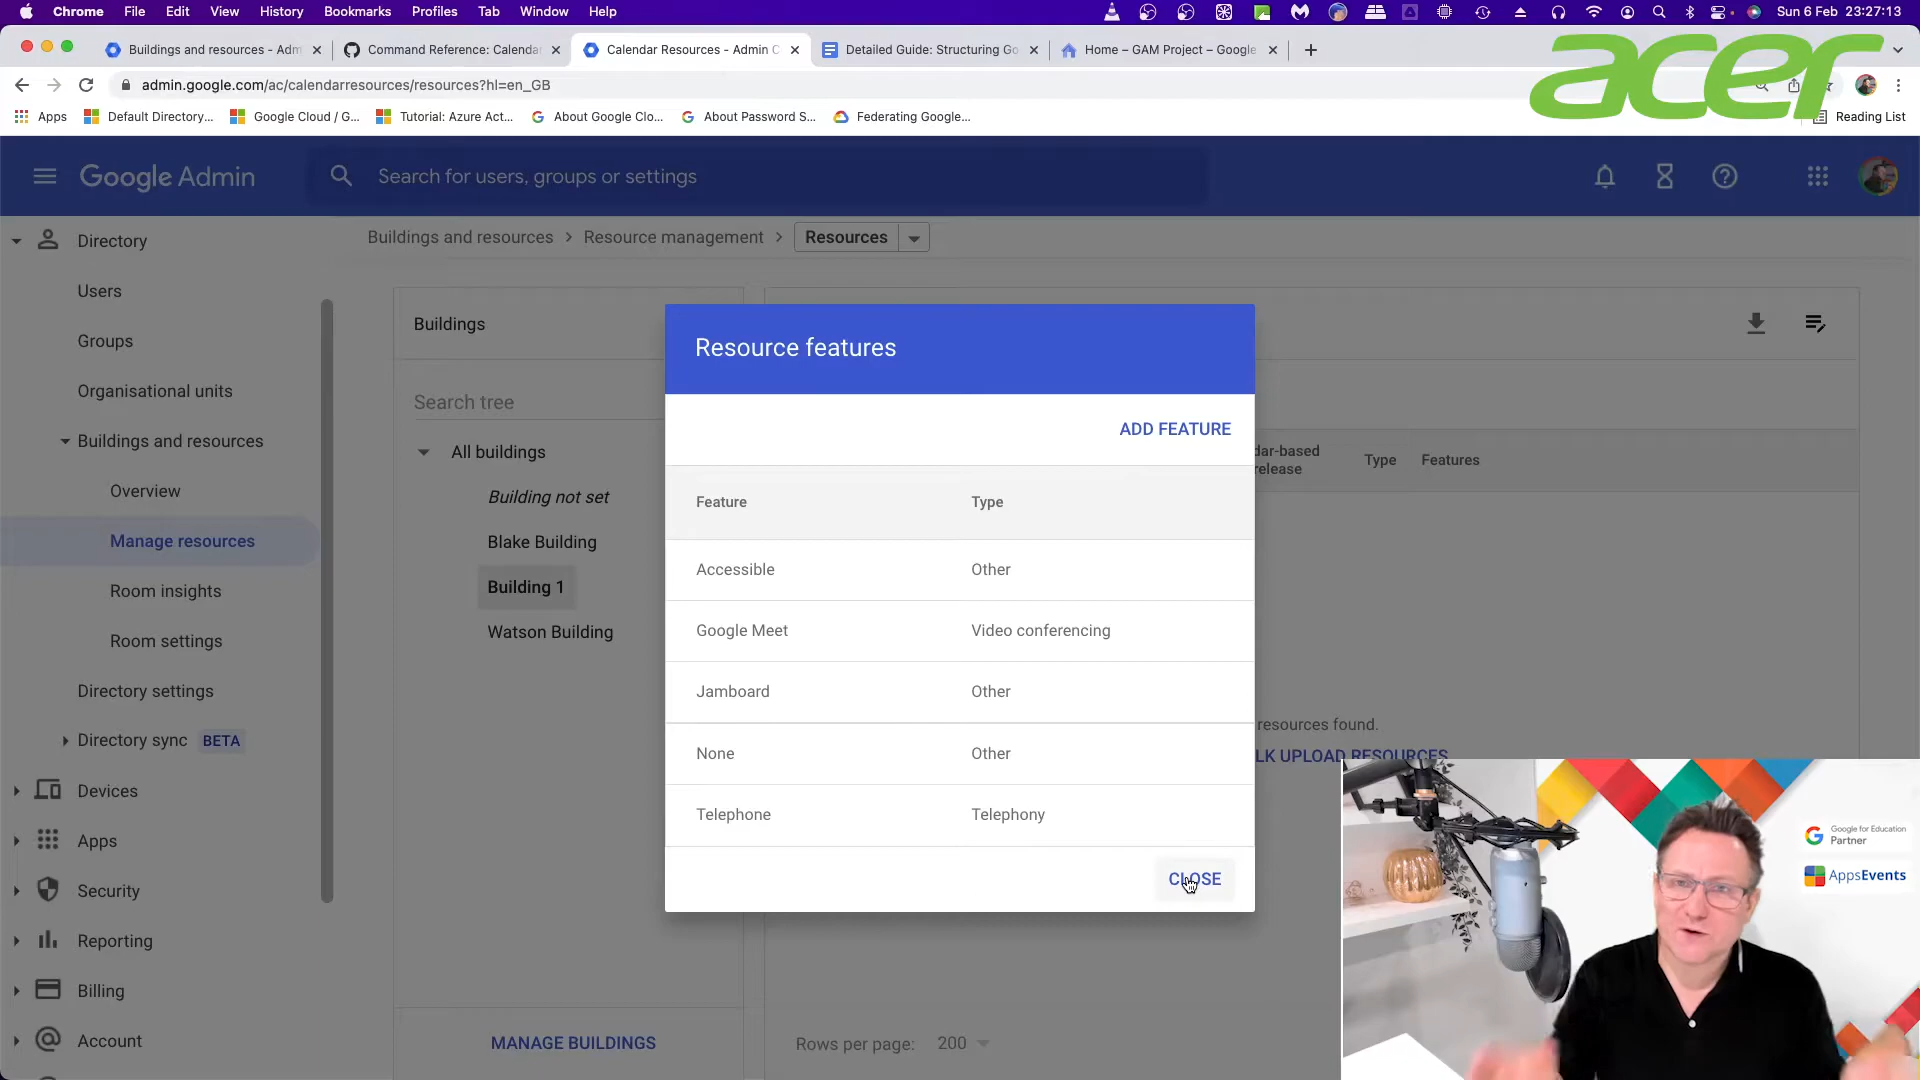 Chrome File Edit View History Bookmarks Profiles Tab Window Help Sun 6 Feb 23:27:13
Buildings and resources - Adm Command Reference: Calenda Calendar Resources - Admin C Detailed Guide: Structuring Go Home – GAM Project – Google
acer
admin.google.com/ac/calendarresources/resources?hl=en_GB
Apps Default Directory... Google Cloud / G... Tutorial: Azure Act... About Google Clo... About Password S... Federating Google... Reading List
Google Admin Search for users, groups or settings
Directory
Users
Groups
Organisational units
Buildings and resources
Overview
Manage resources
Room insights
Room settings
Directory settings
Directory sync BETA
Devices
Apps
Security
Reporting
Billing
Account
Buildings and resources > Resource management > Resources
Buildings
Search tree
All buildings
Building not set
Blake Building
Building 1
Watson Building
MANAGE BUILDINGS
Resource features
ADD FEATURE
Feature Type
Accessible Other
Google Meet Video conferencing
Jamboard Other
None Other
Telephone Telephony
CLOSE
dar-based
release
Type Features
resources found.
LK UPLOAD RESOURCES
Rows per page: 200
Google for Education
Partner
AppsEvents